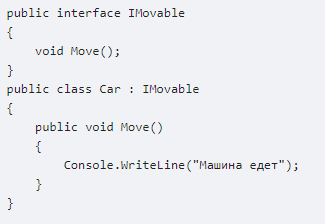 public interface IMovable
{
    void Move();
}
public class Car : IMovable
{
    public void Move()
    {
        Console.WriteLine("Машина едет");
    }
}